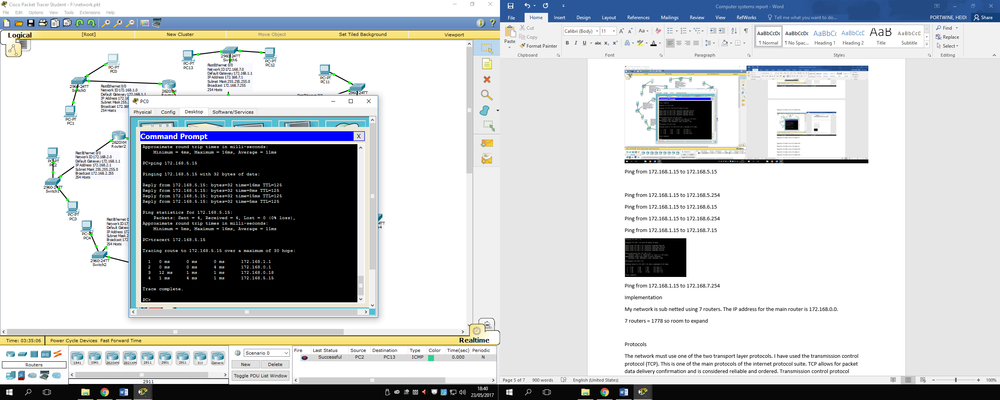 Cisco Packet Tracer Student - F:\network.pkt
File Edit Options View Tools Extensions Help
Logical [Root] New Cluster Move Object Set Tiled Background Viewport
PC-PT
PC0
2960-24TT
Switch0
PC-PT
PC1
FastEthernet 0/0
Network ID 172.168.1.0
Default Gateway 172.168.1.1
IP Address 172.16
Subnet Mask 255.2
Broadcast 172.168
254 Hosts
2620XM
PC-PT
PC13
2960-24TT
Switch6
PC-PT
PC12
FastEthernet 0/0
Network ID 172.168.7.0
Default Gateway 172.168.1.1
IP Address 172.168.7.1
Subnet Mask 255.255.255.0
Broadcast 172.168.7.255
254 Hosts
PC-PT
PC11
2960-24TT
2620XM
Router2
PC-PT
PC2
FastEthernet 0/0
Network ID 172.168.2.0
Default Gateway 172.168.1.1
IP Address 172.168.2.1
Subnet Mask 255.255.255.0
Broadcast 172.168.2.255
254 Hosts
2960-24TT
Switch1
PC-PT
PC3
PC-PT
PC4
FastEthernet 0
Network ID 17
Default Gatew
IP Address 172
Subnet Mask 2
Broadcast 172
254 Hosts
2960-24TT
Switch2
PC0
Physical Config Desktop Software/Services
Command Prompt X
Approximate round trip times in milli-seconds:
Minimum = 4ms, Maximum = 16ms, Average = 11ms
PC>ping 172.168.5.15
Pinging 172.168.5.15 with 32 bytes of data:
Reply from 172.168.5.15: bytes=32 time=16ms TTL=125
Reply from 172.168.5.15: bytes=32 time=8ms TTL=125
Reply from 172.168.5.15: bytes=32 time=15ms TTL=125
Reply from 172.168.5.15: bytes=32 time=5ms TTL=125
Ping statistics for 172.168.5.15:
Packets: Sent = 4, Received = 4, Lost = 0 (0% loss),
Approximate round trip times in milli-seconds:
Minimum = 5ms, Maximum = 16ms, Average = 11ms
PC>tracert 172.168.5.15
Tracing route to 172.168.5.15 over a maximum of 30 hops:
1 0 ms 0 ms 0 ms 172.168.1.1
2 0 ms 0 ms 4 ms 172.168.0.1
3 12 ms 1 ms 1 ms 172.168.0.18
4 1 ms 4 ms 1 ms 172.168.5.15
Trace complete.
PC>
Time: 03:35:06 Power Cycle Devices Fast Forward Time Realtime
Routers
1841 1941 2620XM 2621XM 2811 2901 2911 819 Generic
2911
Scenario 0
New Delete
Toggle PDU List Window
Fire Last Status Source Destination Type Color Time(sec) Periodic
Successful PC2 PC13 ICMP 0.000 N
18:40
23/05/2017
Computer systems report - Word
File Home Insert Design Layout References Mailings Review View RefWorks Tell me what you want to do... PORTWINE, HEIDI Share
Paste
Cut
Copy
Format Painter
Clipboard
Calibri (Body) 11
Font
Paragraph
AaBbCcDc AaBbCcDc AaBbC AaBbCcD AaB AaBbCcD
¶ Normal ¶ No Spac... Heading 1 Heading 2 Title Subtitle
Styles
Find
Replace
Select
Editing
Ping from 172.168.1.15 to 172.168.5.15
Ping from 172.168.1.15 to 172.168.5.254
Ping from 172.168.1.15 to 172.168.6.15
Ping from 172.168.1.15 to 172.168.6.254
Ping from 172.168.1.15 to 172.168.7.15
Ping from 172.168.1.15 to 172.168.7.254
Implementation
My network is sub netted using 7 routers. The IP address for the main router is 172.168.0.0.
7 routers = 1778 so room to expand
Protocols
The network must use one of the two transport layer protocols. I have used the transmission control
protocol (TCP). This is one of the main protocols of the internet protocol suite. TCP allows for packet
data delivery confirmation and is considered reliable and ordered. Transmission control protocol
Page 5 of 7 900 words English (United States) 100%